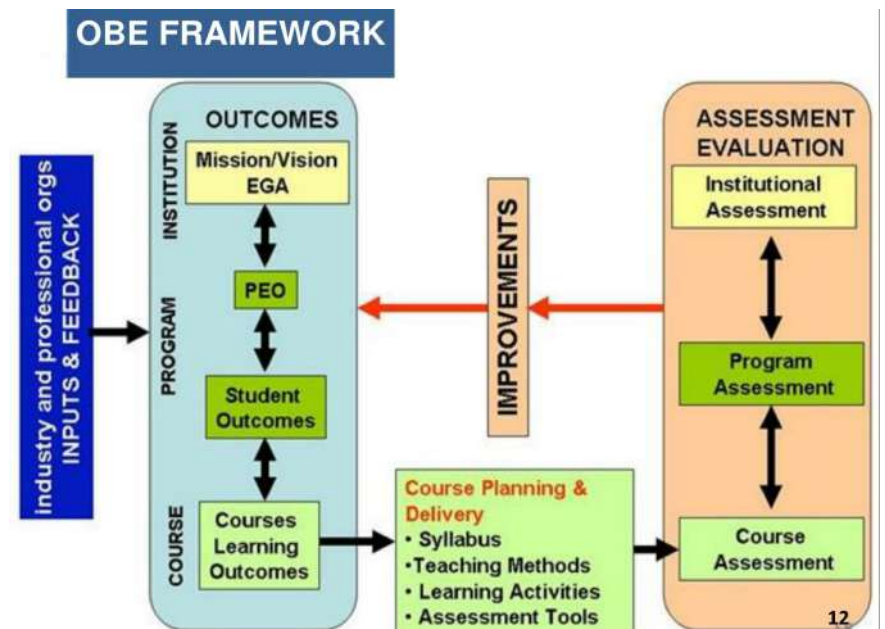 OBE FRAMEWORK
industry and professional orgs
INPUTS & FEEDBACK
OUTCOMES
INSTITUTION
Mission/Vision
EGA
PROGRAM
PEO
Student
Outcomes
COURSE
Courses
Learning
Outcomes
Course Planning &
Delivery
• Syllabus
•Teaching Methods
• Learning Activities
• Assessment Tools
IMPROVEMENTS
ASSESSMENT
EVALUATION
Institutional
Assessment
Program
Assessment
Course
Assessment
12